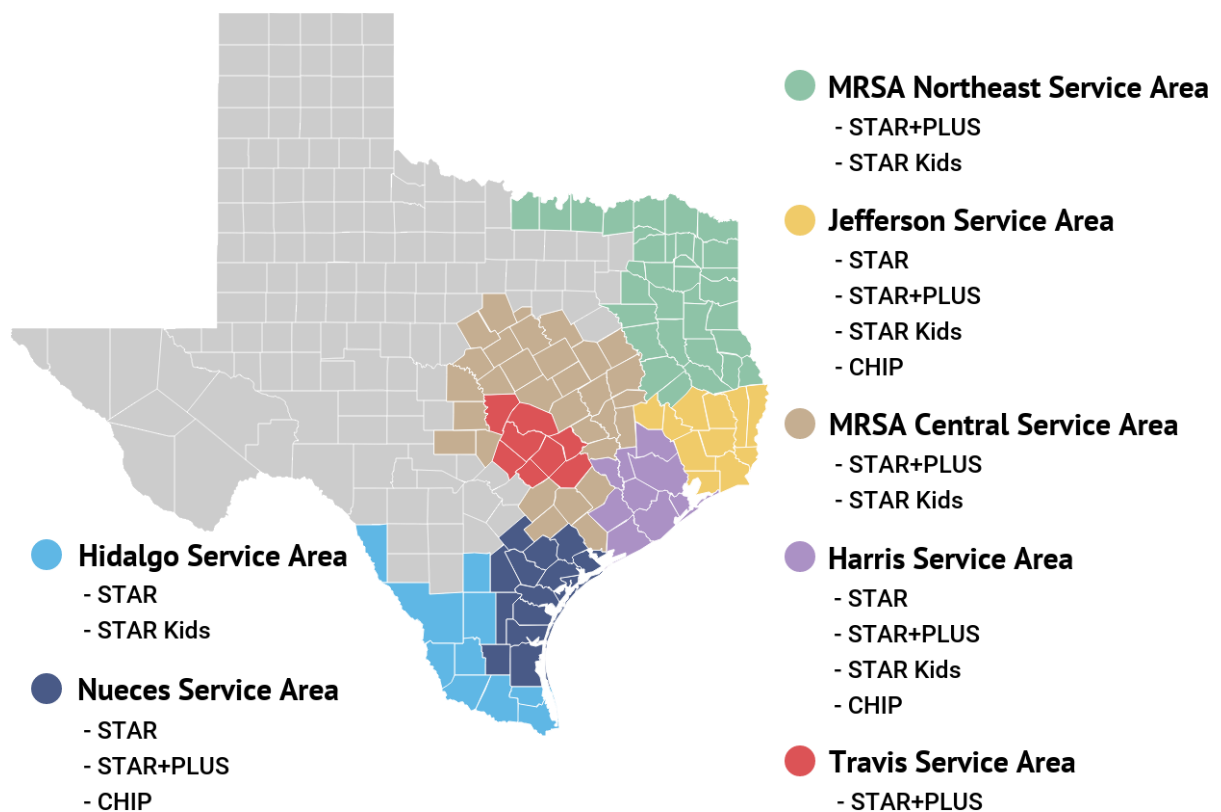 MRSA Northeast Service Area
- STAR+PLUS
- STAR Kids
Jefferson Service Area
- STAR
- STAR+PLUS
- STAR Kids
- CHIP
MRSA Central Service Area
- STAR+PLUS
- STAR Kids
Harris Service Area
- STAR
- STAR+PLUS
- STAR Kids
- CHIP
Travis Service Area
- STAR+PLUS
Hidalgo Service Area
- STAR
- STAR Kids
Nueces Service Area
- STAR
- STAR+PLUS
- CHIP